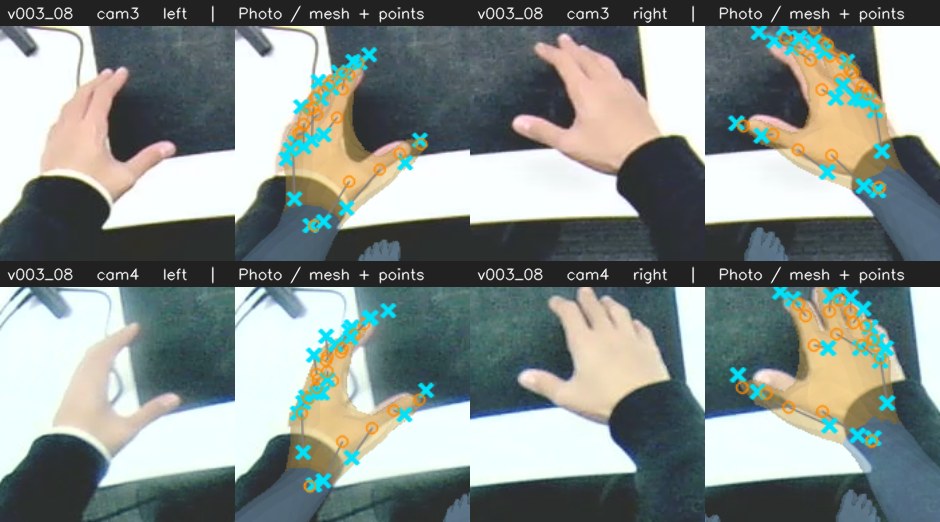 v003_08 cam3 left | Photo / mesh + points
v003_08 cam3 right | Photo / mesh + points
v003_08 cam4 left | Photo / mesh + points
v003_08 cam4 right | Photo / mesh + points